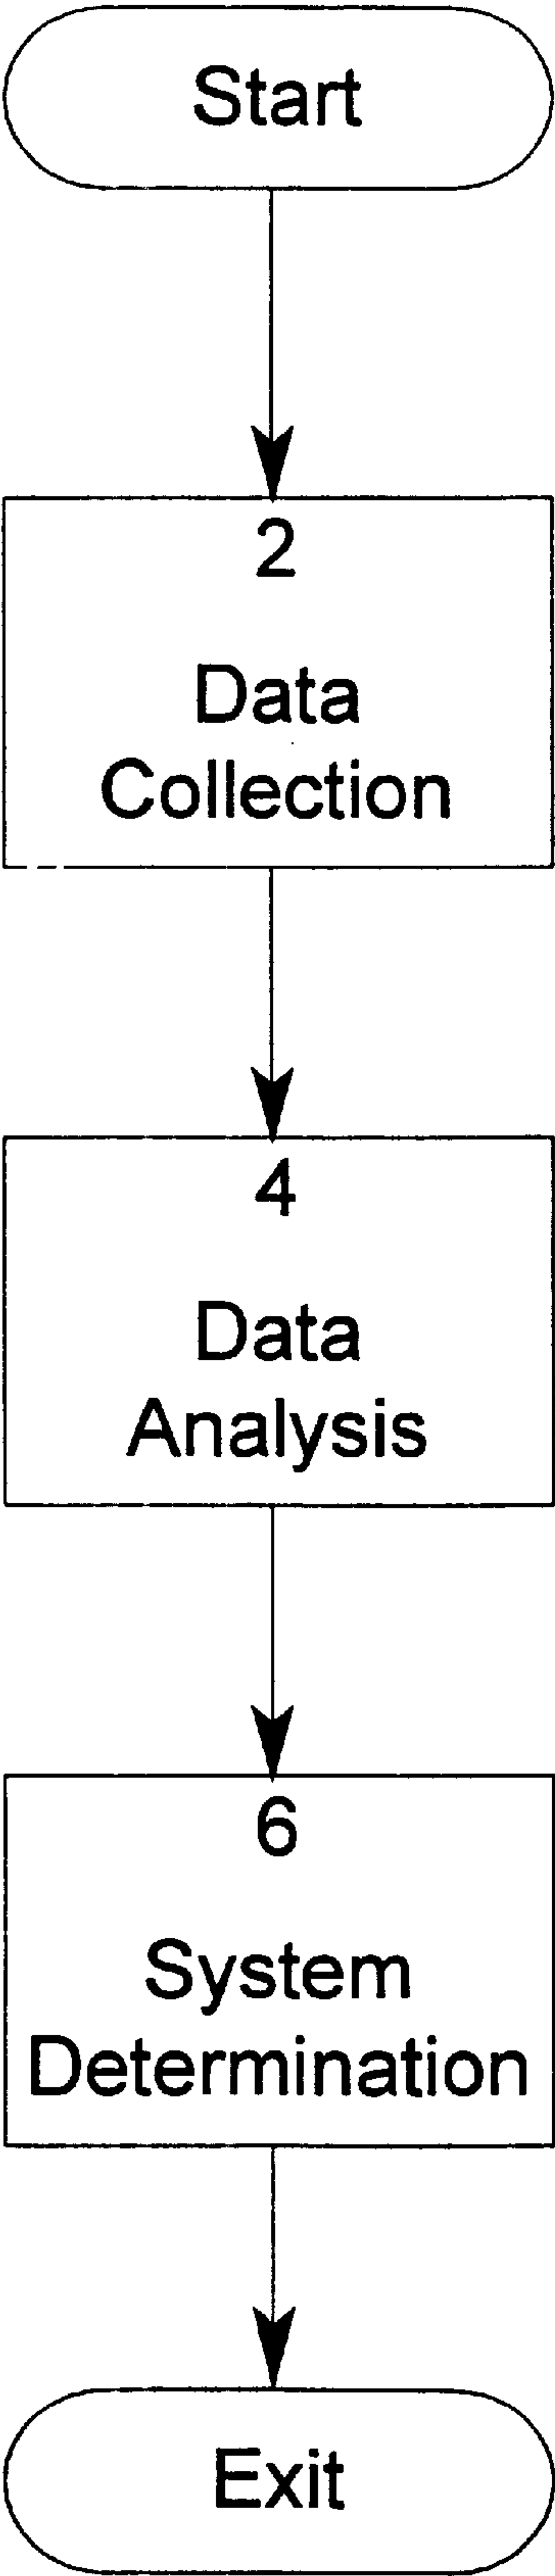 Start
2
Data
Collection
4
Data
Analysis
6
System
Determination
Exit